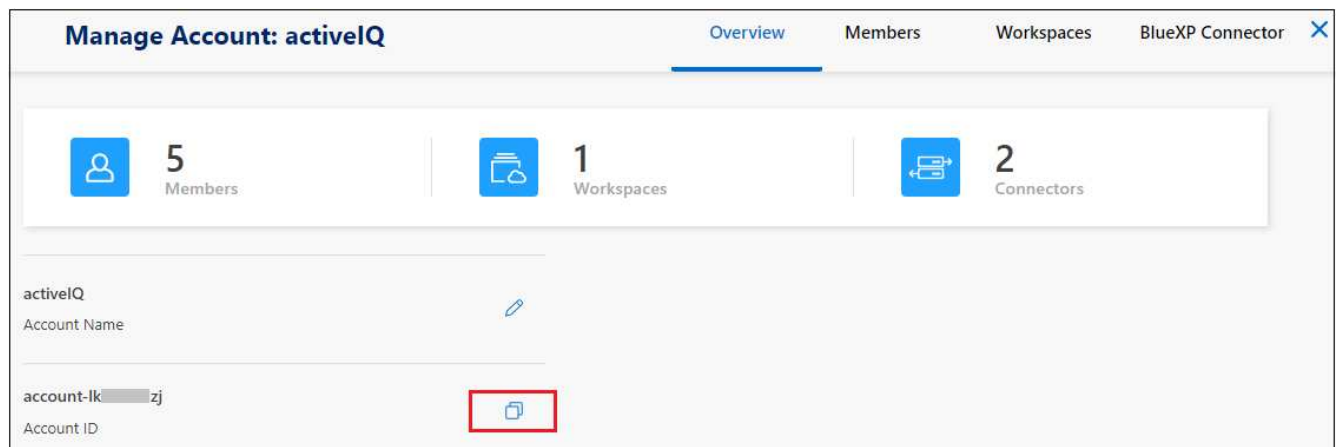 Manage Account: activeIQ
Overview Members Workspaces BlueXP Connector
5
Members
1
Workspaces
2
Connectors
activeIQ
Account Name
account-lk zj
Account ID